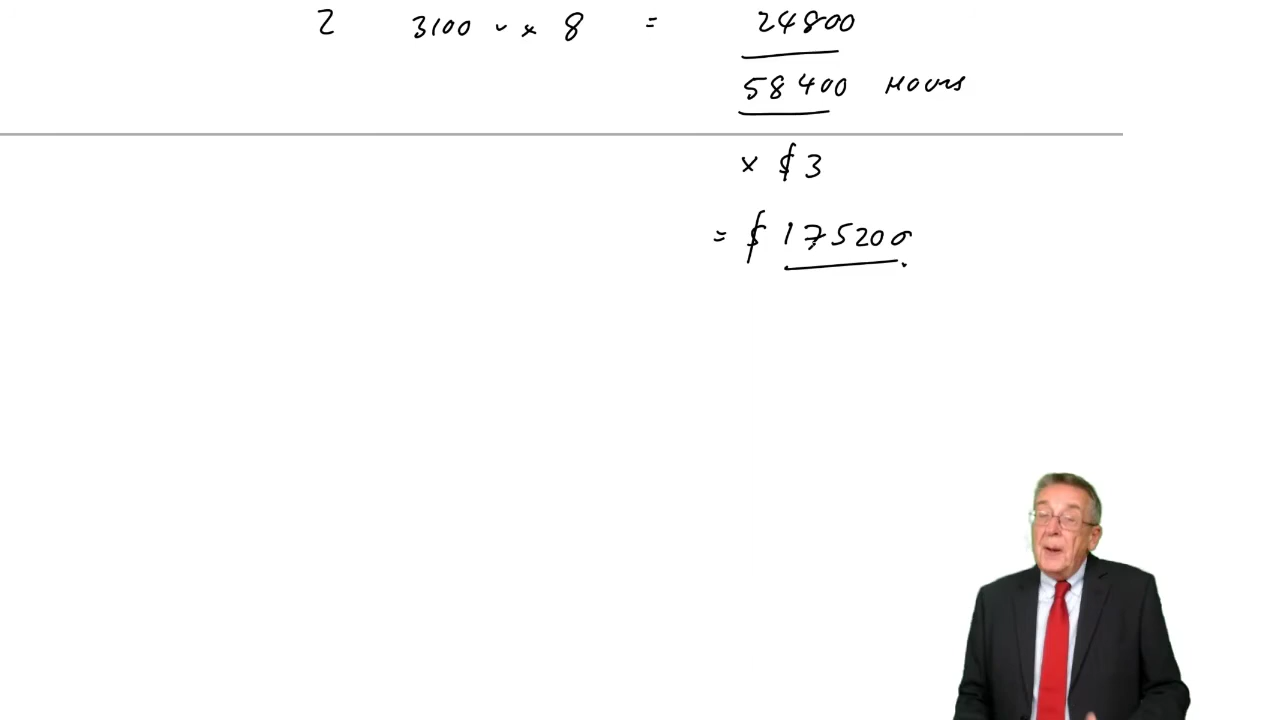 2 3100 u x 8 = 24800
58400 Hours
x $3
= $ 175200